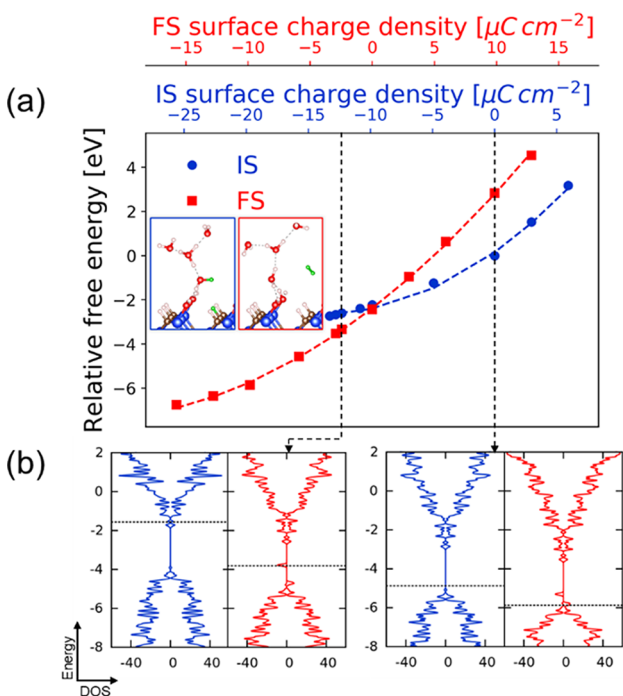 FS surface charge density [μC cm−2]
−15 −10 −5 0 5 10 15
(a)
IS surface charge density [μC cm−2]
−25 −20 −15 −10 −5 0 5
Relative free energy [eV]
4
2
0
−2
−4
−6
IS
FS
(b)
2
0
-2
-4
-6
-8
-40 0 40
-40 0 40
2
0
-2
-4
-6
-8
-40 0 40
-40 0 40
Energy
DOS